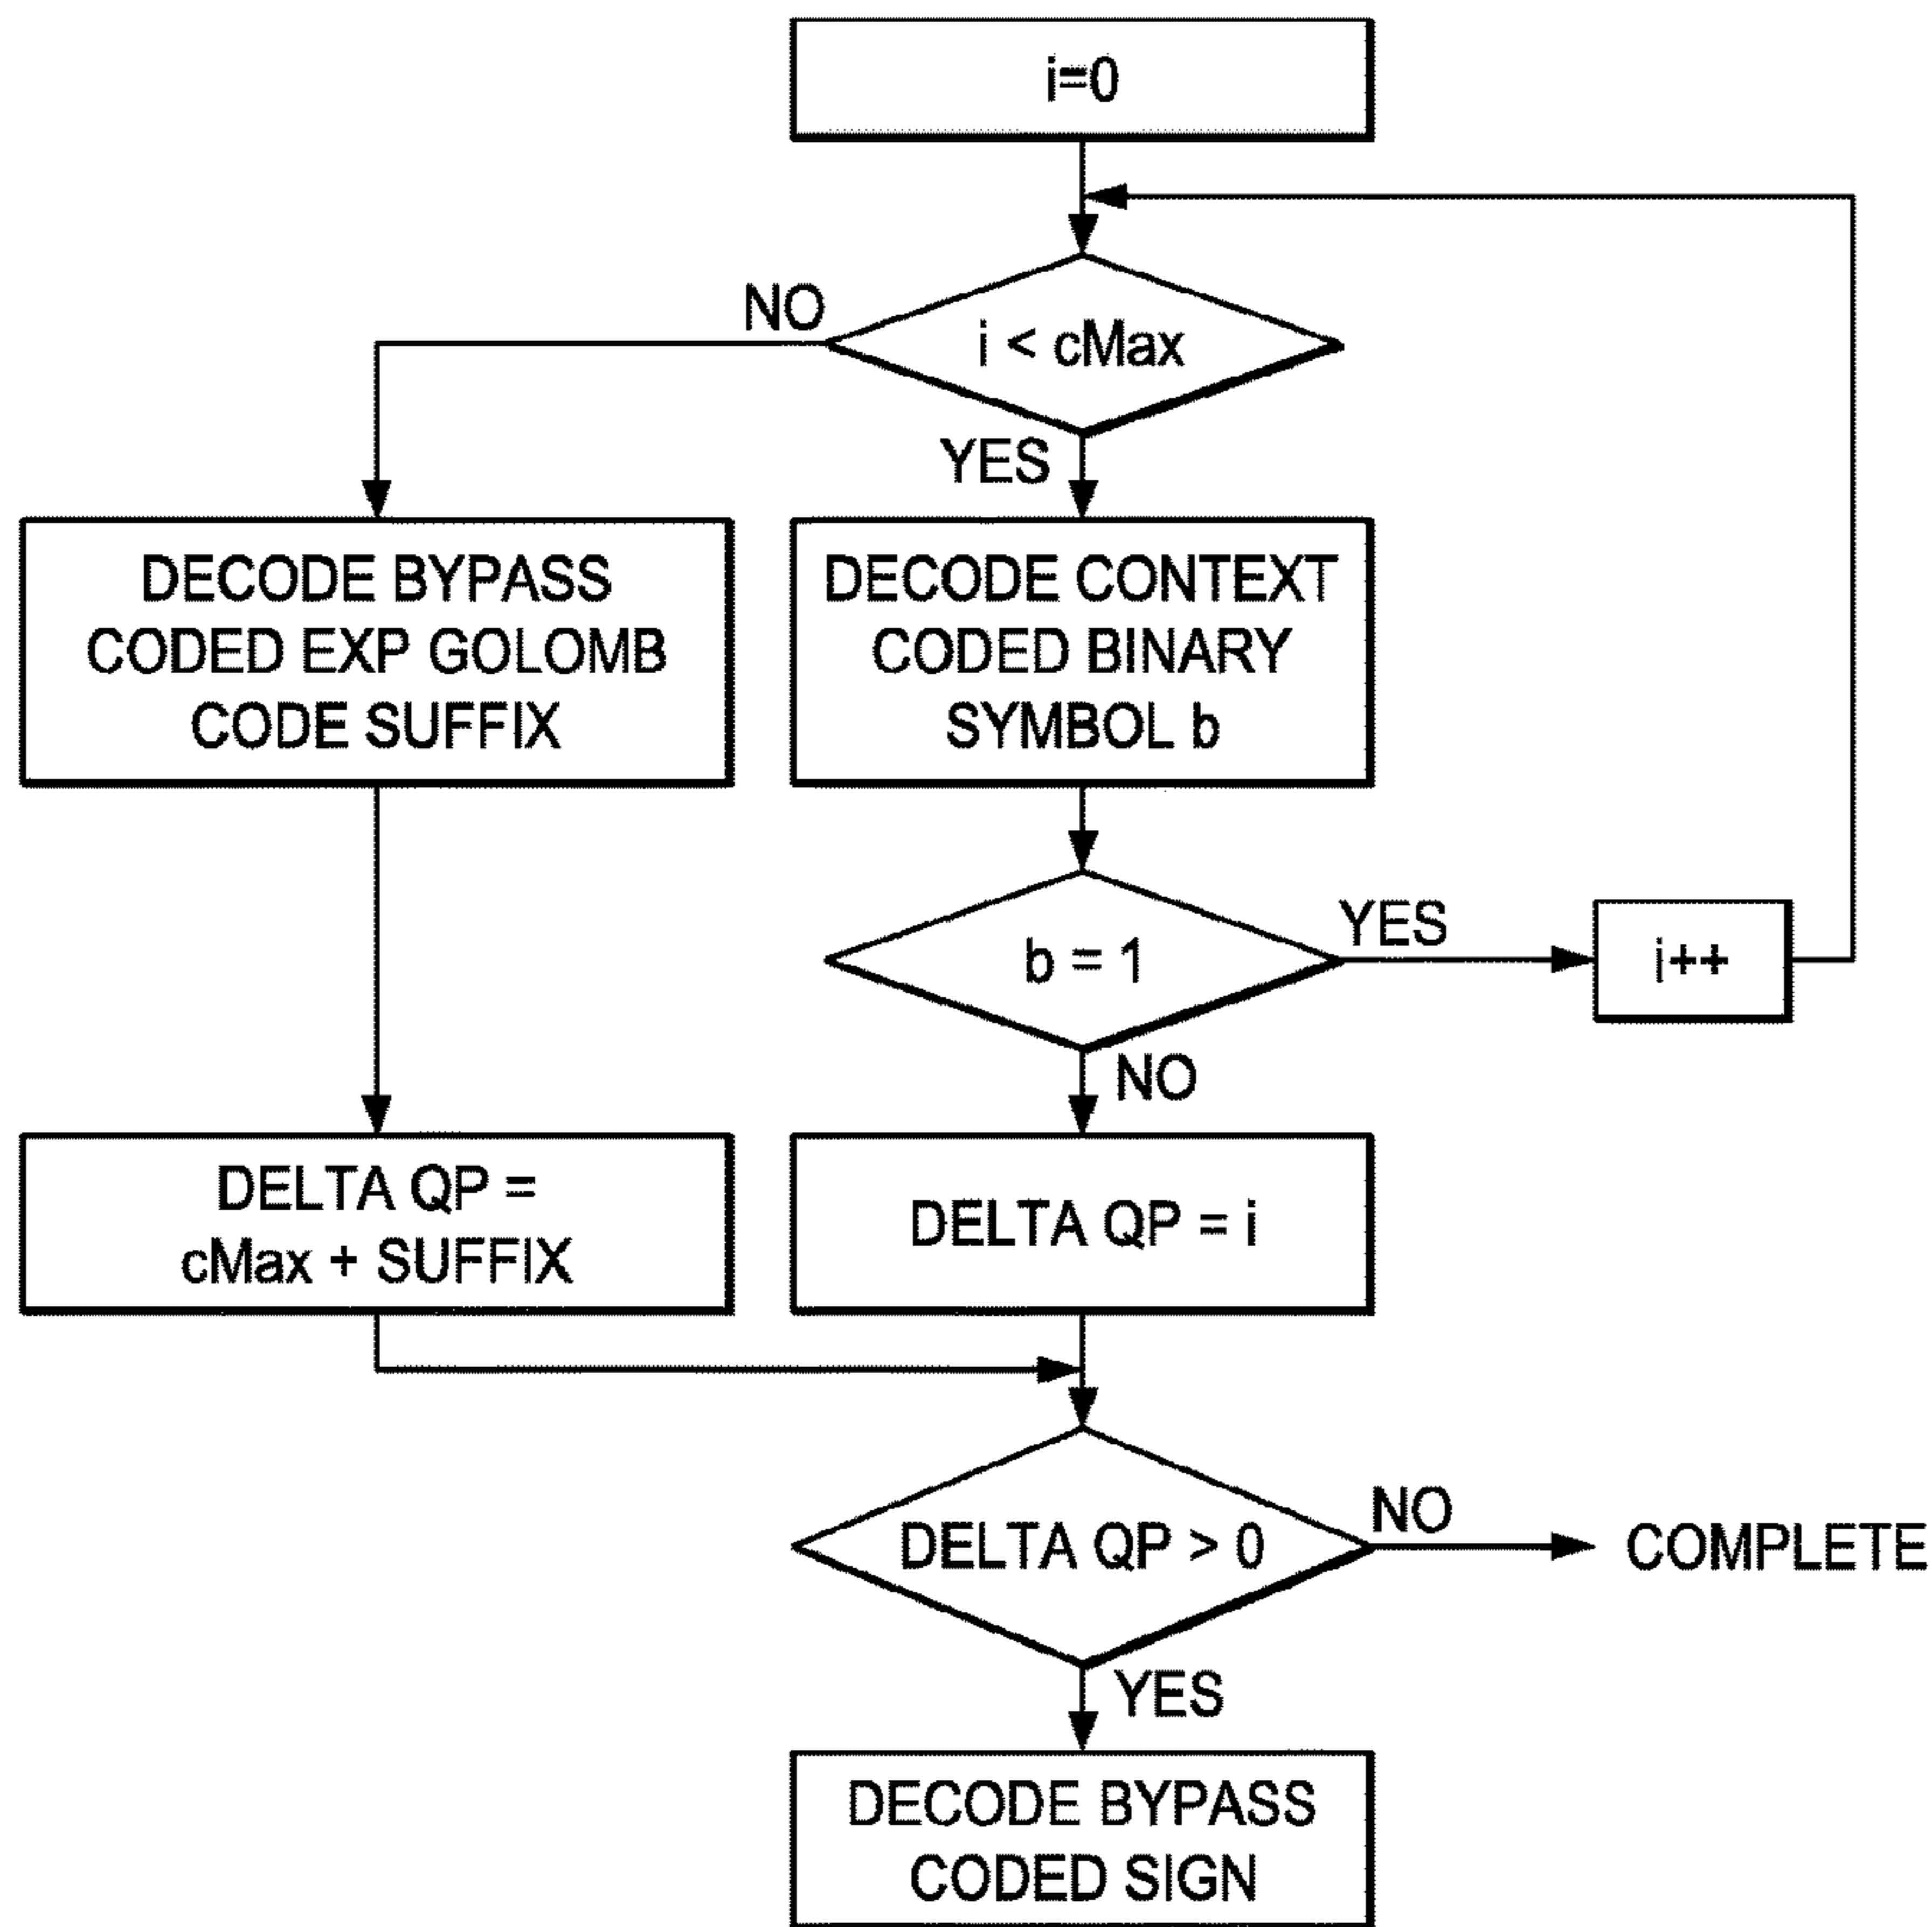 i=0
NO
i < cMax
YES
DECODE BYPASS
CODED EXP GOLOMB
CODE SUFFIX
DECODE CONTEXT
CODED BINARY
SYMBOL b
b = 1
YES
i++
NO
DELTA QP =
cMax + SUFFIX
DELTA QP = i
DELTA QP > 0
NO
COMPLETE
YES
DECODE BYPASS
CODED SIGN